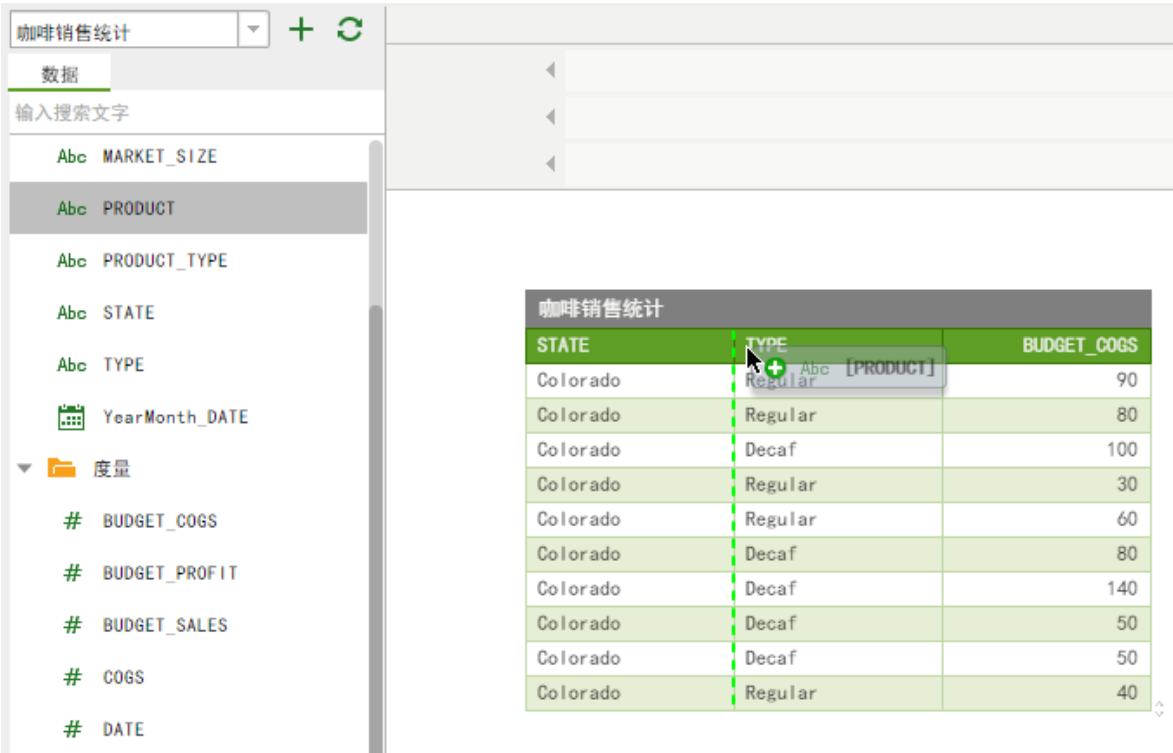 咖啡销售统计
数据
输入搜索文字
Abc MARKET_SIZE
Abc PRODUCT
Abc PRODUCT_TYPE
Abc STATE
Abc TYPE
YearMonth_DATE
度量
# BUDGET_COGS
# BUDGET_PROFIT
# BUDGET_SALES
# COGS
# DATE
咖啡销售统计
STATE TYPE BUDGET_COGS
Abc [PRODUCT]
Colorado Regular 90
Colorado Regular 80
Colorado Decaf 100
Colorado Regular 30
Colorado Regular 60
Colorado Decaf 80
Colorado Decaf 140
Colorado Decaf 50
Colorado Decaf 50
Colorado Regular 40